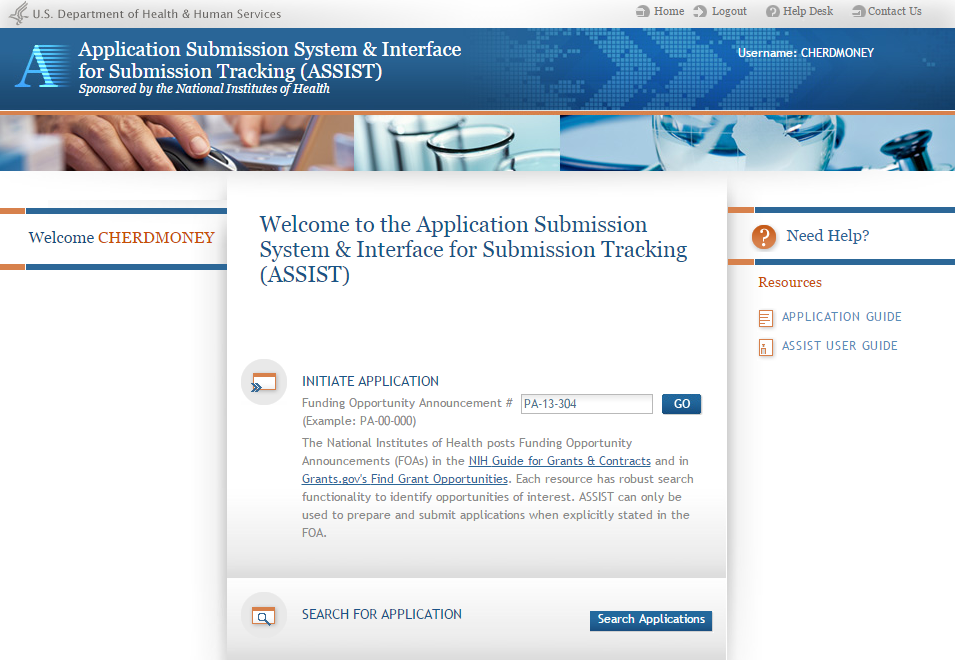 U.S. Department of Health & Human Services
Home Logout Help Desk Contact Us
A
Application Submission System & Interface
for Submission Tracking (ASSIST)
Sponsored by the National Institutes of Health
Username: CHERDMONEY
Welcome CHERDMONEY
Welcome to the Application Submission
System & Interface for Submission Tracking
(ASSIST)
INITIATE APPLICATION
Funding Opportunity Announcement # PA-13-304 GO
(Example: PA-00-000)
The National Institutes of Health posts Funding Opportunity
Announcements (FOAs) in the NIH Guide for Grants & Contracts and in
Grants.gov's Find Grant Opportunities. Each resource has robust search
functionality to identify opportunities of interest. ASSIST can only be
used to prepare and submit applications when explicitly stated in the
FOA.
SEARCH FOR APPLICATION
Search Applications
? Need Help?
Resources
APPLICATION GUIDE
ASSIST USER GUIDE